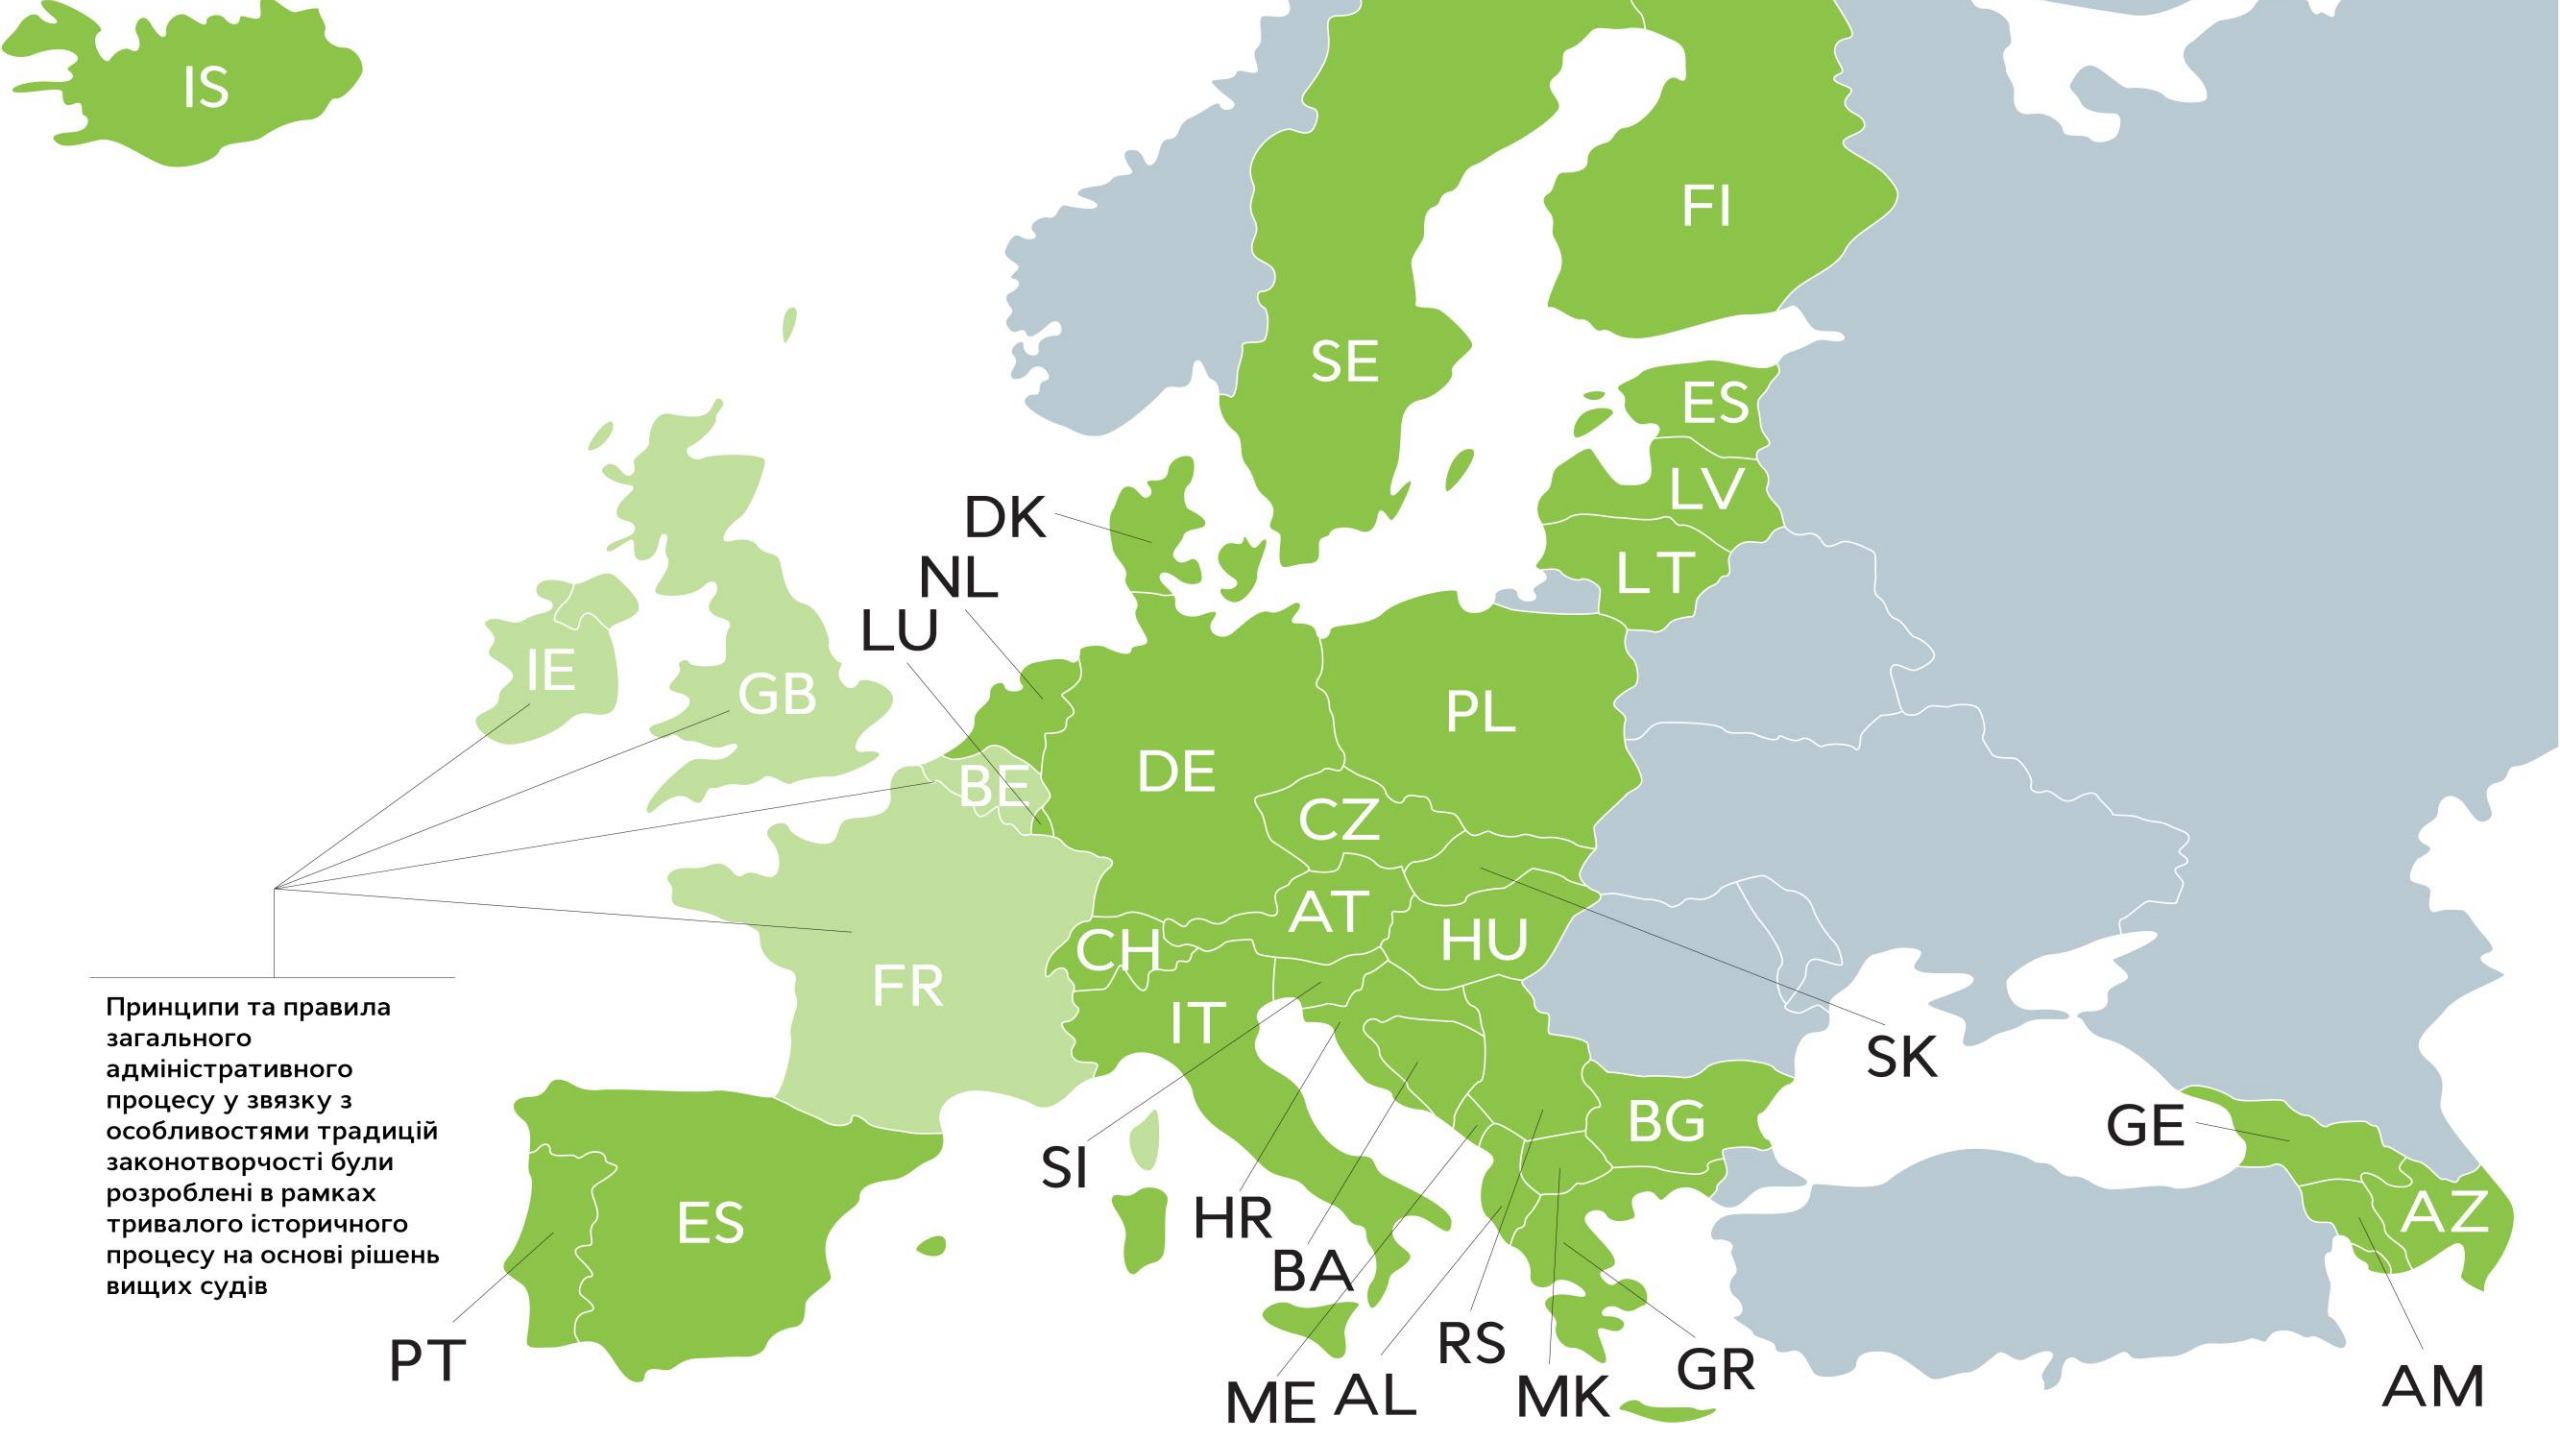 IS
FI
SE
ES
LV
DK
LT
NL
LU
IE
GB
PL
DE
BE
CZ
AT
HU
CH
FR
IT
SK
BG
GE
SI
AZ
HR
ES
BA
RS
PT
GR
ME
AL
MK
AM
Принципи та правила
загального
адміністративного
процесу у звязку з
особливостями традицій
законотворчості були
розроблені в рамках
тривалого історичного
процесу на основі рішень
вищих судів